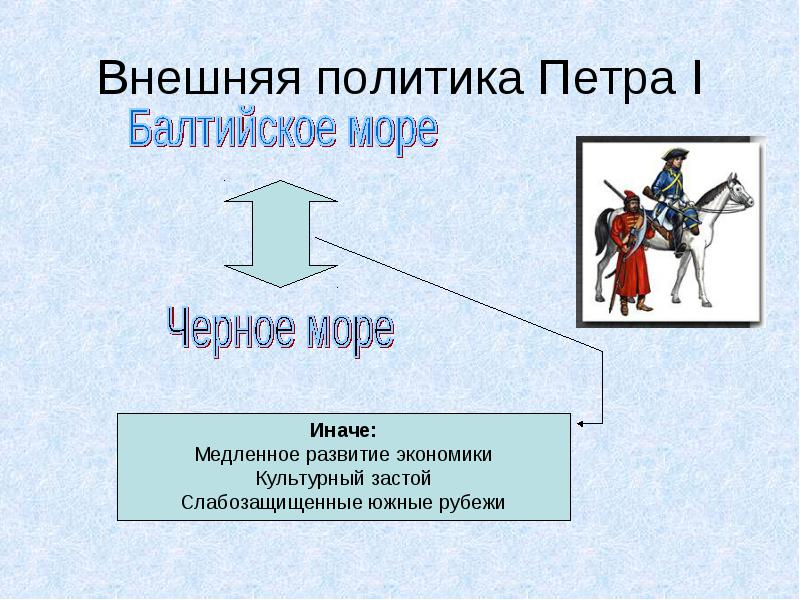 Внешняя политика Петра I
Балтийское море
Черное море
Иначе:
Медленное развитие экономики
Культурный застой
Слабозащищенные южные рубежи